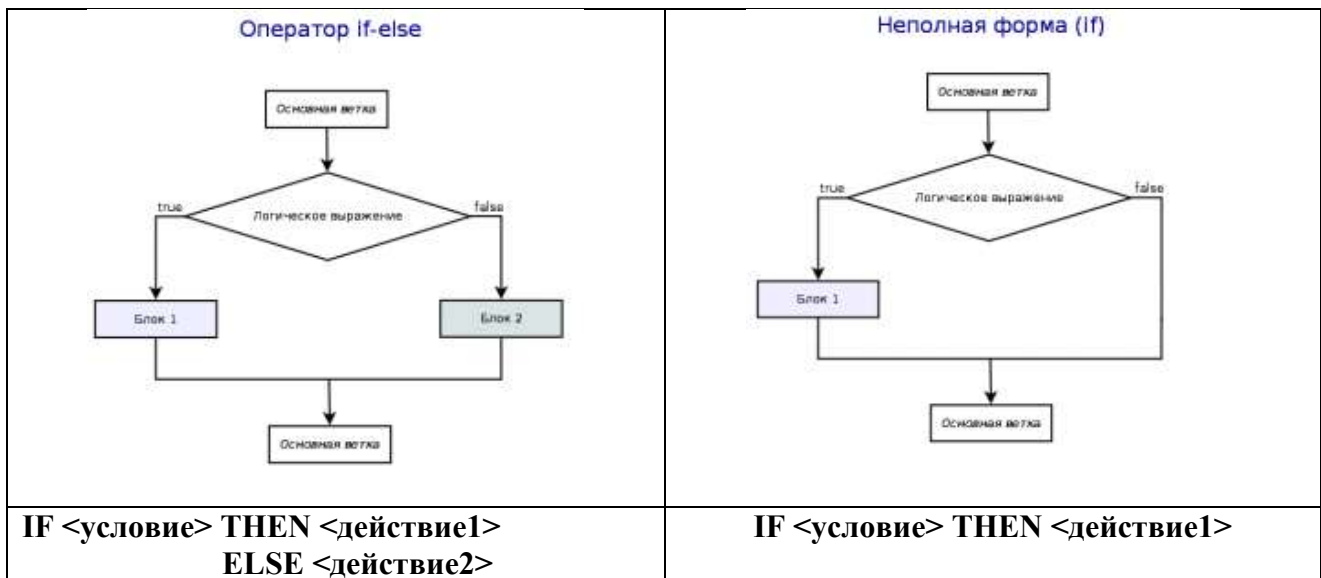 Оператор if-else
Основная ветка
Логическое выражение
true
false
Блок 1
Блок 2
Основная ветка
IF <условие> THEN <действие1>
ELSE <действие2>
Неполная форма (if)
Основная ветка
Логическое выражение
true
false
Блок 1
Основная ветка
IF <условие> THEN <действие1>